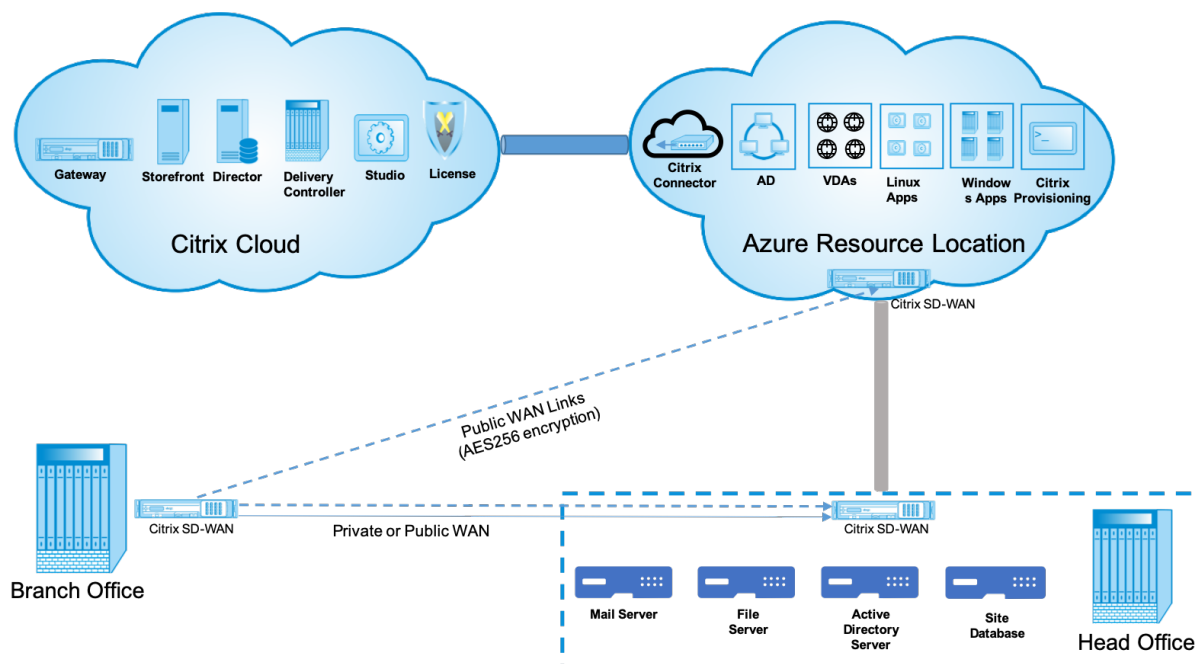 Gateway
Storefront
Director
Delivery
Controller
Studio
License
Citrix Cloud
Citrix
Connector
AD
VDAs
Linux
Apps
Window
s Apps
Citrix
Provisioning
Azure Resource Location
Citrix SD-WAN
Public WAN Links
(AES256 encryption)
Citrix SD-WAN
Private or Public WAN
Citrix SD-WAN
Branch Office
Mail Server
File
Server
Active
Directory
Server
Site
Database
Head Office